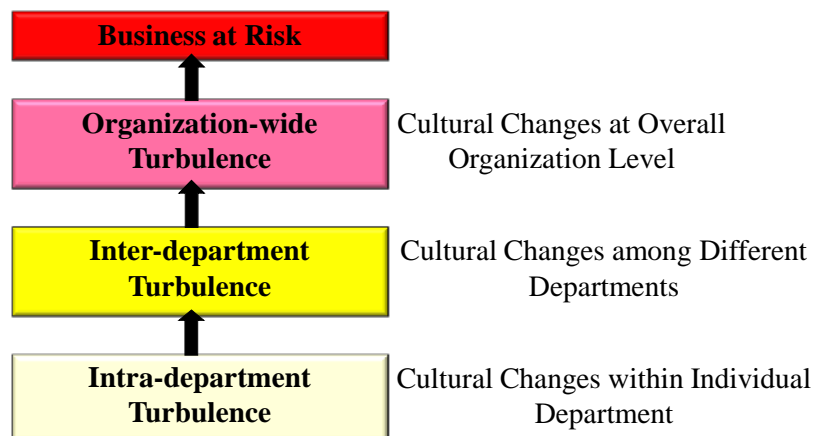 Business at Risk
Organization-wide
Turbulence
Cultural Changes at Overall
Organization Level
Inter-department
Turbulence
Cultural Changes among Different
Departments
Intra-department
Turbulence
Cultural Changes within Individual
Department